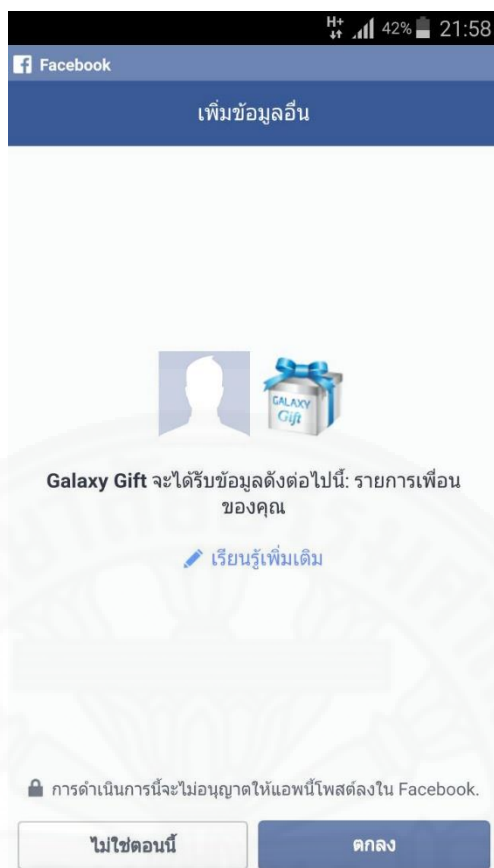 H+ 42% 21:58
Facebook
เพิ่มข้อมูลอื่น
GALAXY
Gift
Galaxy Gift จะได้รับข้อมูลดังต่อไปนี้: รายการเพื่อน
ของคุณ
เรียนรู้เพิ่มเติม
การดำเนินการนี้จะไม่อนุญาตให้แอพนี้โพสต์ลงใน Facebook.
ไม่ใช่ตอนนี้ ตกลง